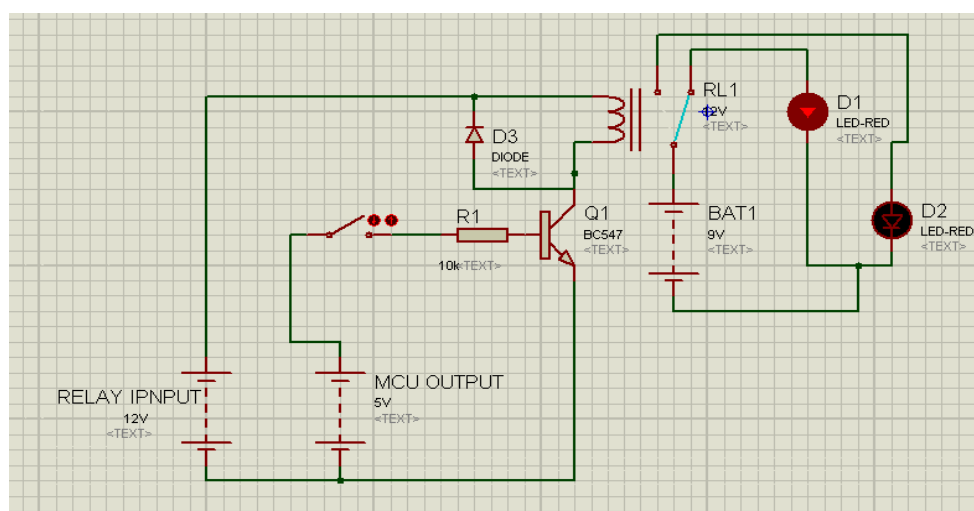 RL1
12V
<TEXT>
D1
LED-RED
<TEXT>
D3
DIODE
<TEXT>
R1
10k
<TEXT>
Q1
BC547
<TEXT>
BAT1
9V
<TEXT>
D2
LED-RED
<TEXT>
RELAY IPNPUT
12V
<TEXT>
MCU OUTPUT
5V
<TEXT>